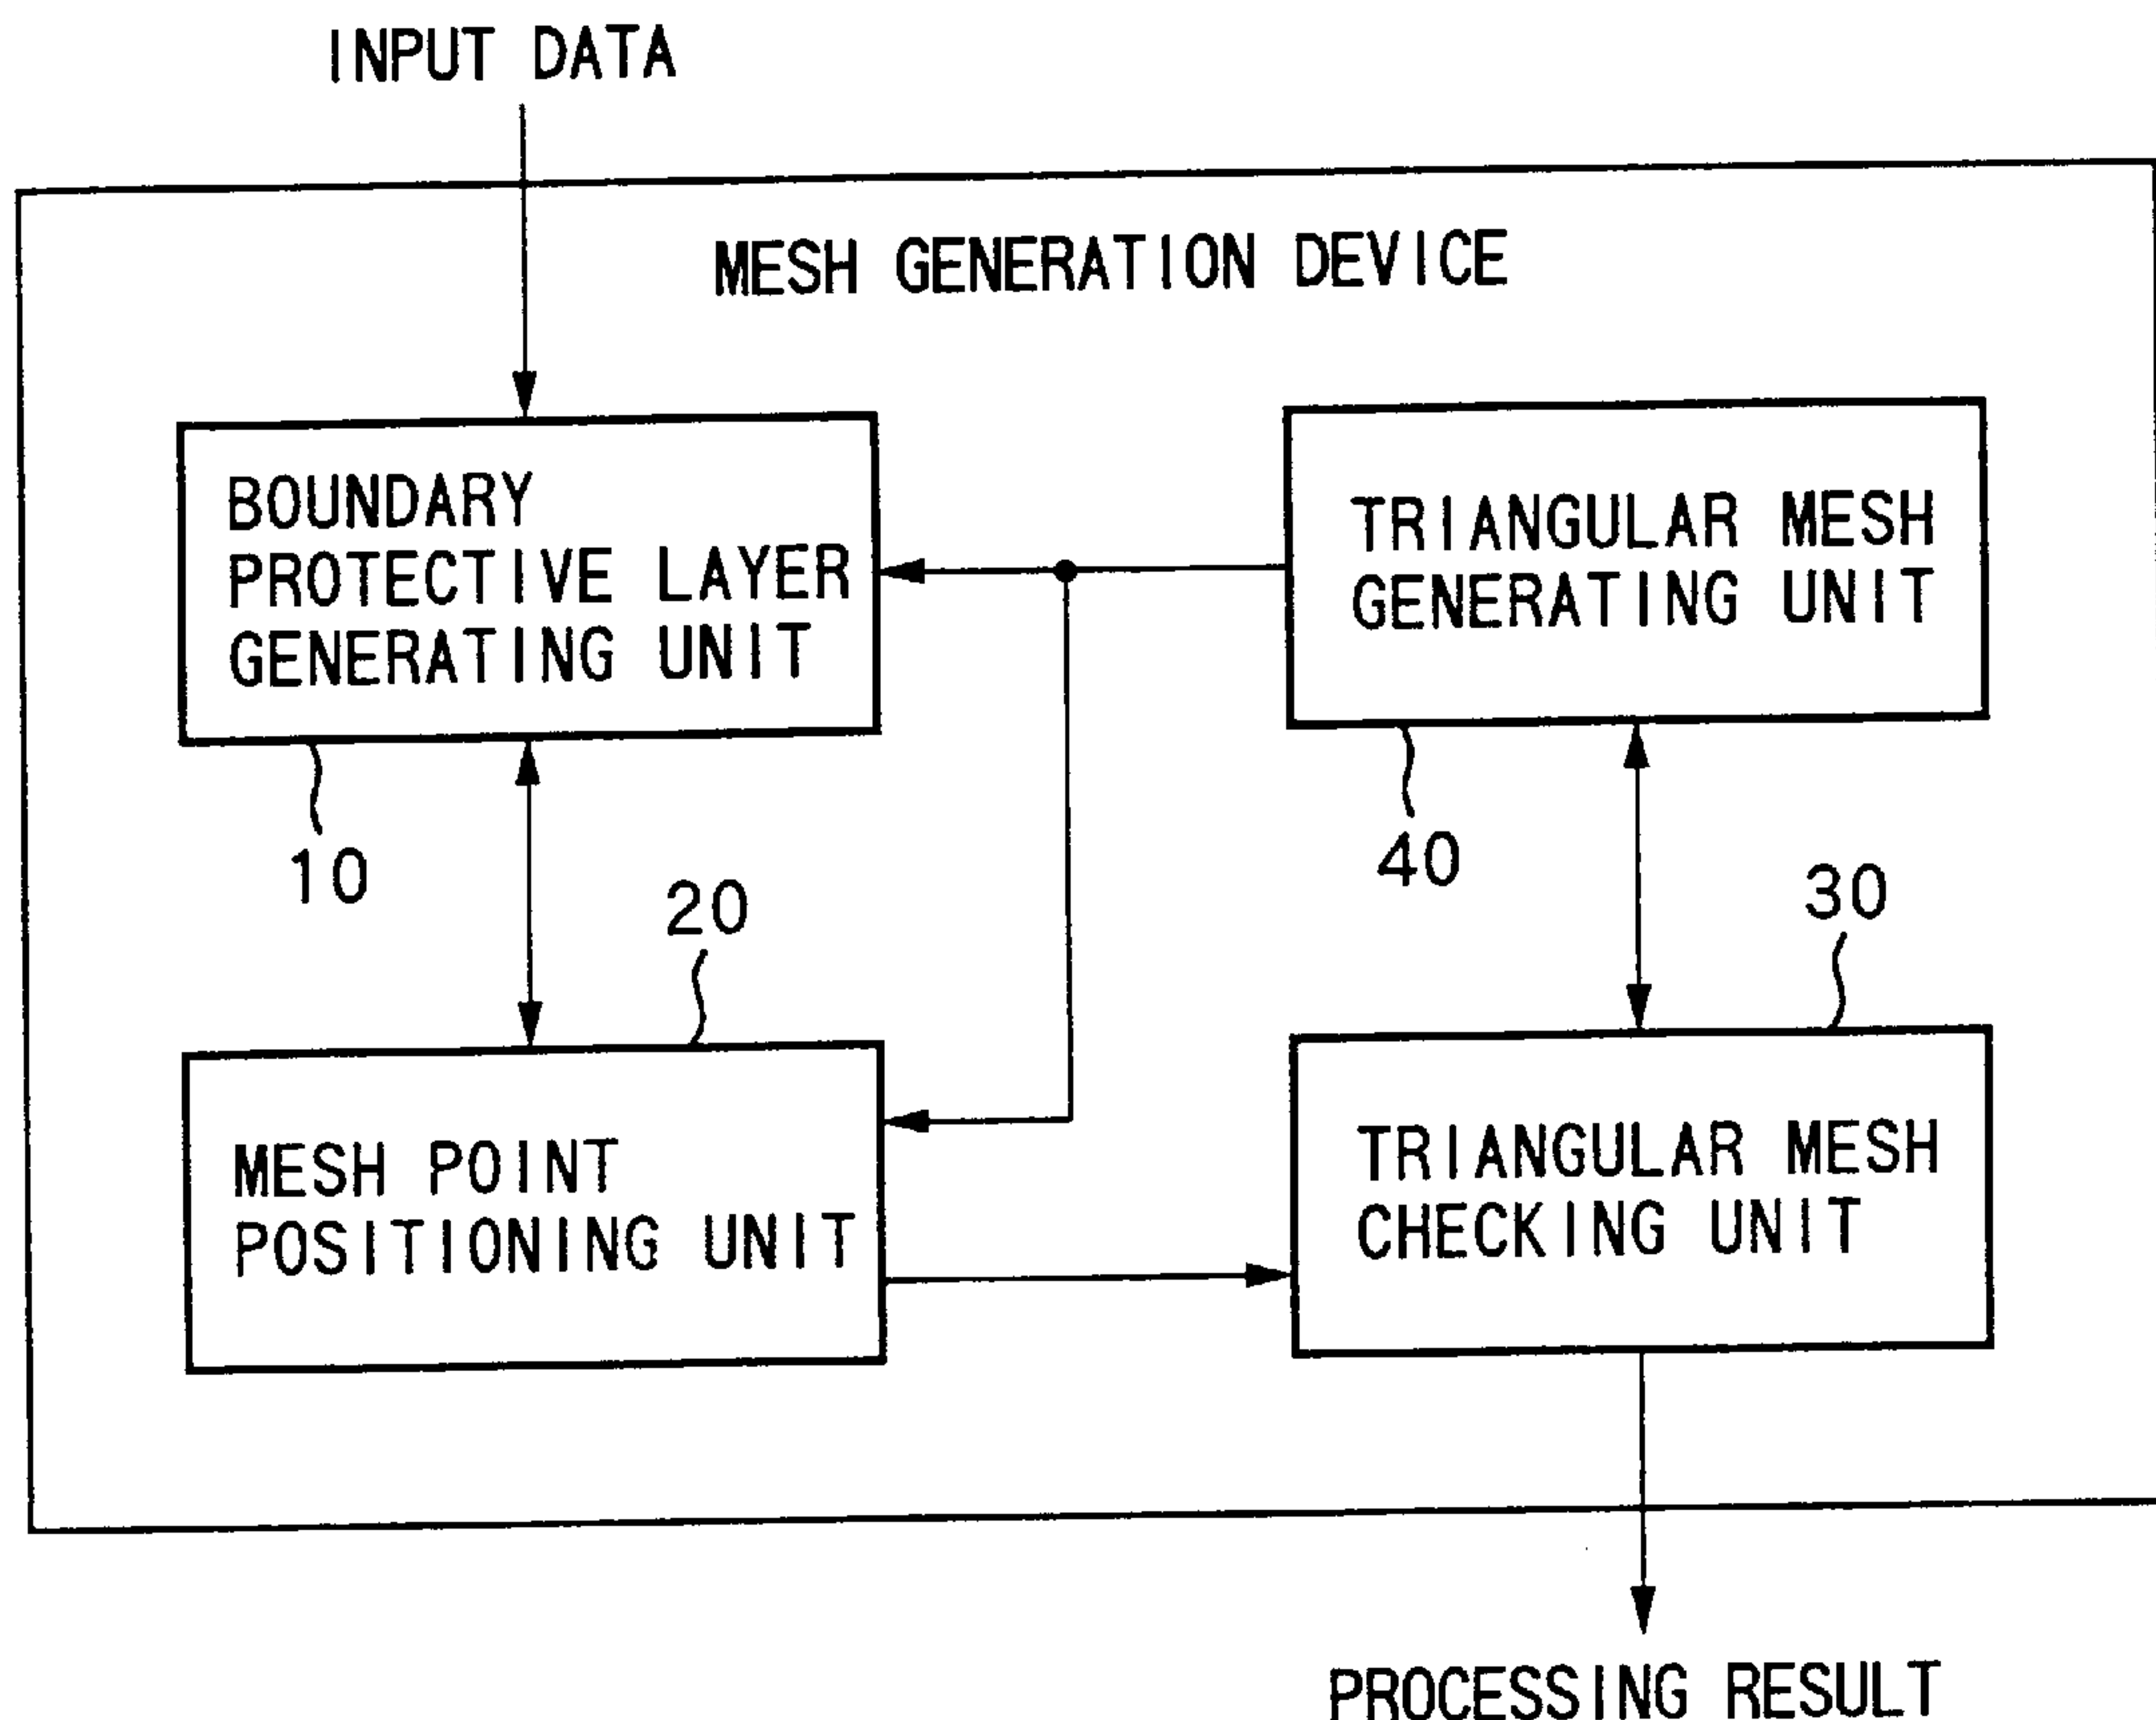 INPUT DATA
MESH GENERATION DEVICE
BOUNDARY
PROTECTIVE LAYER
GENERATING UNIT
TRIANGULAR MESH
GENERATING UNIT
10
40
20
30
MESH POINT
POSITIONING UNIT
TRIANGULAR MESH
CHECKING UNIT
PROCESSING RESULT